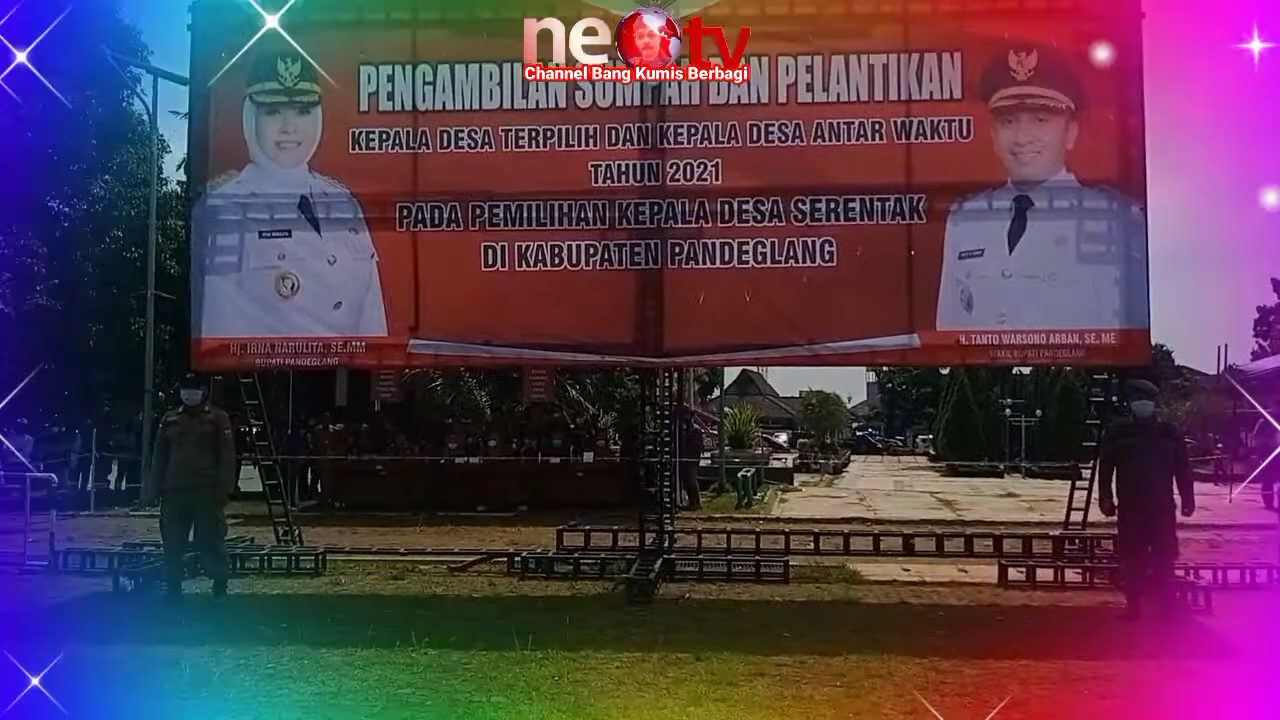 neotv
Channel Bang Kumis Berbagi
PENGAMBILAN SUMPAH DAN PELANTIKAN
KEPALA DESA TERPILIH DAN KEPALA DESA ANTAR WAKTU
TAHUN 2021
PADA PEMILIHAN KEPALA DESA SERENTAK
DI KABUPATEN PANDEGLANG
HJ. IRNA NARULITA, SE.MM
BUPATI PANDEGLANG
H. TANTO WARSONO ARBAN, SE, ME
WAKIL BUPATI PANDEGLANG